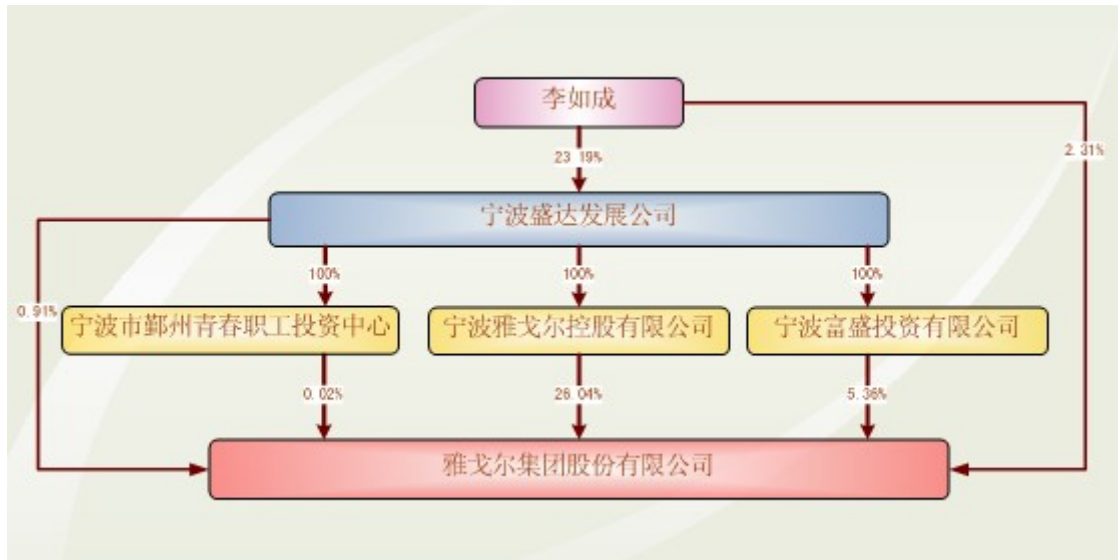 李如成
23.19%
2.31%
宁波盛达发展公司
100%
100%
100%
0.91%
宁波市鄞州青春职工投资中心
宁波雅戈尔控股有限公司
宁波富盛投资有限公司
0.02%
26.04%
5.36%
雅戈尔集团股份有限公司